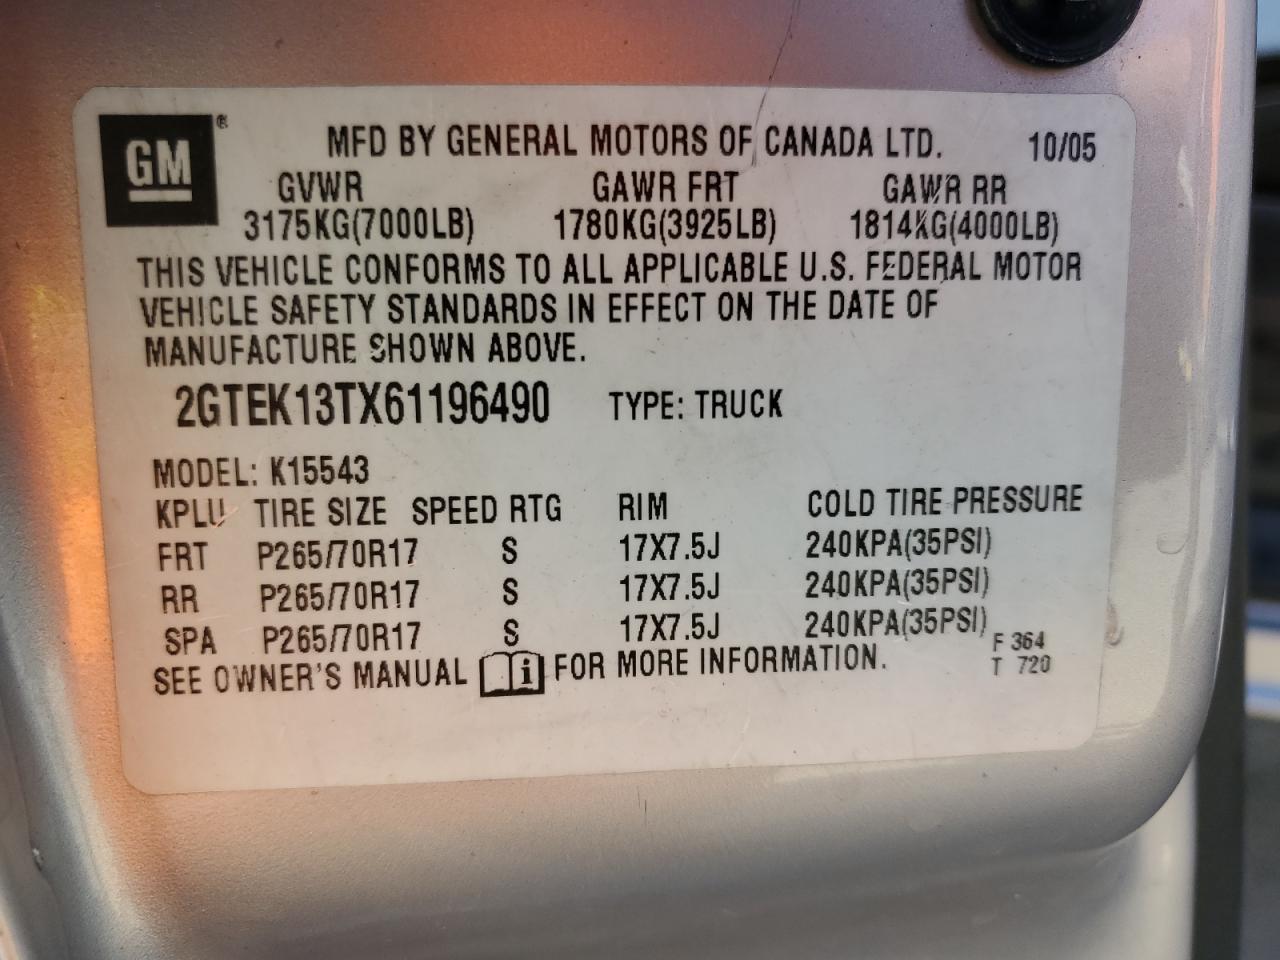 GM ® MFD BY GENERAL MOTORS OF CANADA LTD. 10/05
GVWR GAWR FRT GAWR RR
3175KG(7000LB) 1780KG(3925LB) 1814KG(4000LB)
THIS VEHICLE CONFORMS TO ALL APPLICABLE U.S. FEDERAL MOTOR
VEHICLE SAFETY STANDARDS IN EFFECT ON THE DATE OF
MANUFACTURE SHOWN ABOVE.
2GTEK13TX61196490 TYPE: TRUCK
MODEL: K15543
KPLU TIRE SIZE SPEED RTG RIM COLD TIRE PRESSURE
FRT P265/70R17 S 17X7.5J 240KPA(35PSI)
RR P265/70R17 S 17X7.5J 240KPA(35PSI)
SPA P265/70R17 S 17X7.5J 240KPA(35PSI)
F 364
SEE OWNER'S MANUAL i FOR MORE INFORMATION.
T 720